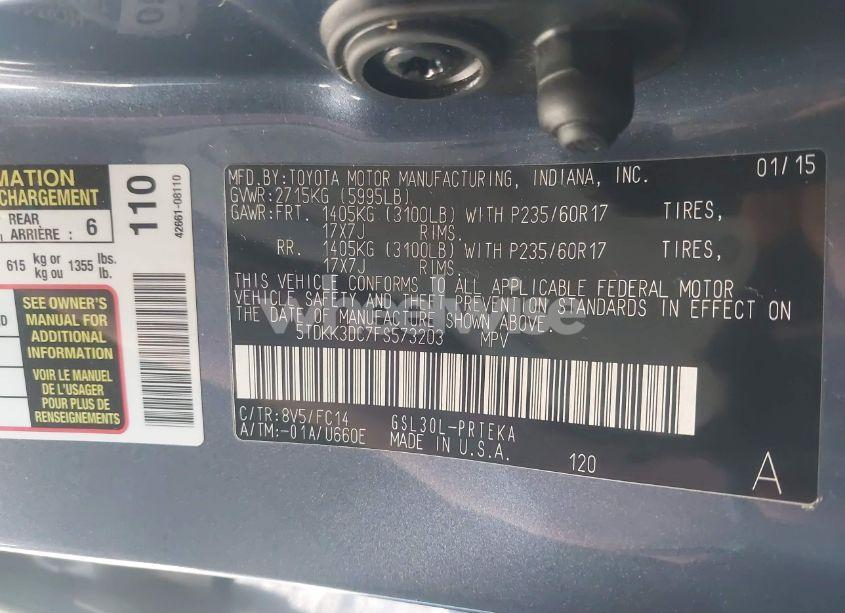 MATION
CHARGEMENT
REAR
ARRIÈRE : 6
615 kg or kg ou 1355 lbs. lb.
SEE OWNER'S
MANUAL FOR
ADDITIONAL
INFORMATION
VOIR LE MANUEL
DE L'USAGER
POUR PLUS DE
RENSEIGNEMENTS
110
42661-08110
MFD.BY:TOYOTA MOTOR MANUFACTURING, INDIANA, INC. 01/15
GVWR:2715KG (5995LB)
GAWR:FRT. 1405KG (3100LB) WITH P235/60R17 TIRES,
17X7J RIMS.
RR. 1405KG (3100LB) WITH P235/60R17 TIRES,
17X7J RIMS.
THIS VEHICLE CONFORMS TO ALL APPLICABLE FEDERAL MOTOR
VEHICLE SAFETY AND THEFT PREVENTION STANDARDS IN EFFECT ON
THE DATE OF MANUFACTURE SHOWN ABOVE.
5TDKK3DC7FS573203 MPV
wheelwise
C/TR:8V5/FC14 GSL30L-PRTEKA
A/TM:-01A/U660E MADE IN U.S.A. 120 A